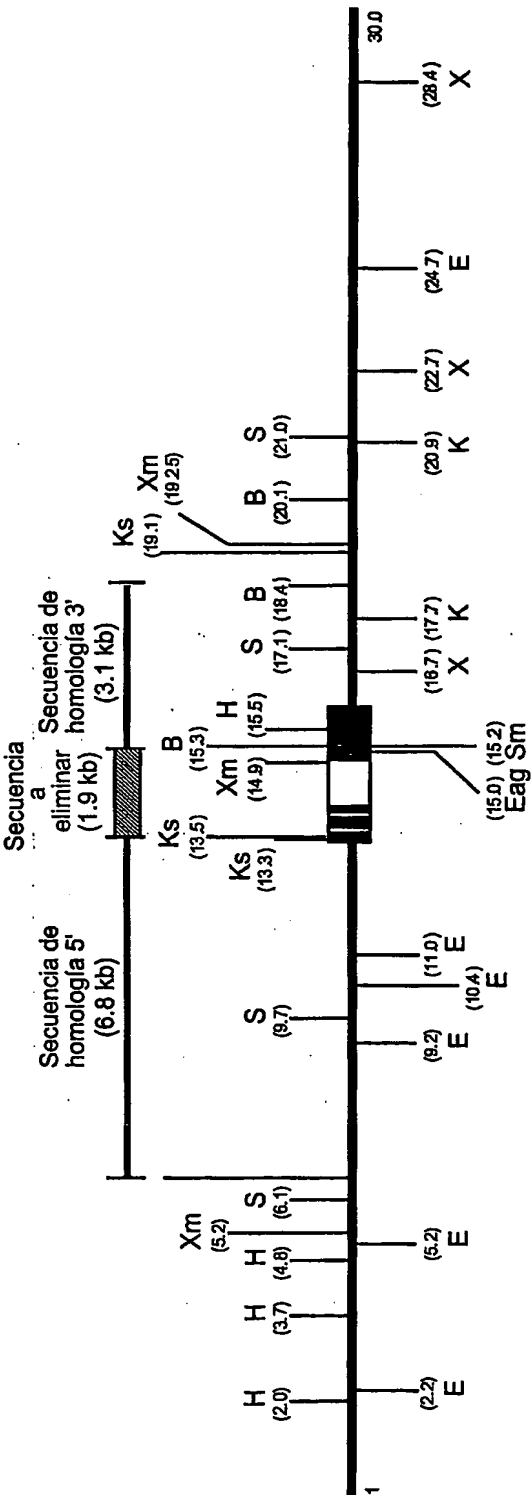 Secuencia de
homología 5'
(6.8 kb)
Secuencia
a
eliminar
(1.9 kb)
Secuencia de
homología 3'
(3.1 kb)
H
(2.0)
H
(3.7)
H
(4.8)
Xm
(5.2)
S
(6.1)
S
(9.7)
Ks
(13.3)
Ks
(13.5)
Xm
(14.9)
B
(15.3)
H
(15.5)
S
(17.1)
B
(18.4)
Ks
(19.1)
Xm
(19.25)
B
(20.1)
S
(21.0)
1
30.0
(2.2)
E
(5.2)
E
(9.2)
E
(10.4)
E
(11.0)
E
(15.0)
Eag
(15.2)
Sm
(16.7)
X
(17.7)
K
(20.9)
K
(22.7)
X
(24.7)
E
(28.4)
X